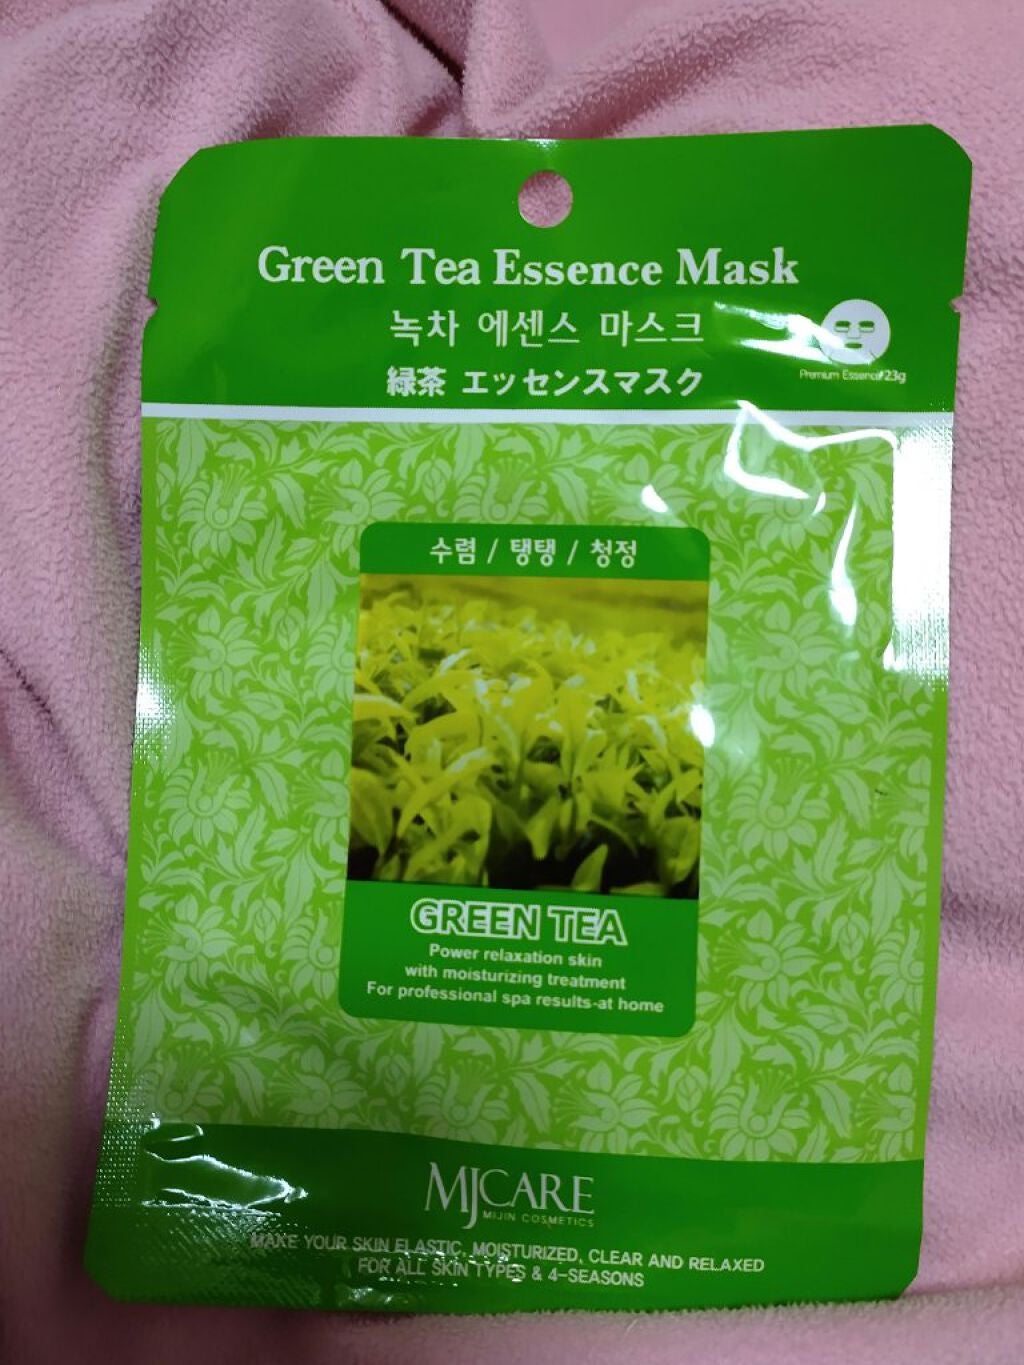 Green Tea Essence Mask
녹차 에센스 마스크
緑茶 エッセンスマスク
Premium Essence 23g
수렴 / 탱탱 / 청정
GREEN TEA
Power relaxation skin
with moisturizing treatment
For professional spa results-at home
MJCARE
MIJIN COSMETICS
MAKE YOUR SKIN ELASTIC, MOISTURIZED, CLEAR AND RELAXED
FOR ALL SKIN TYPES & 4-SEASONS